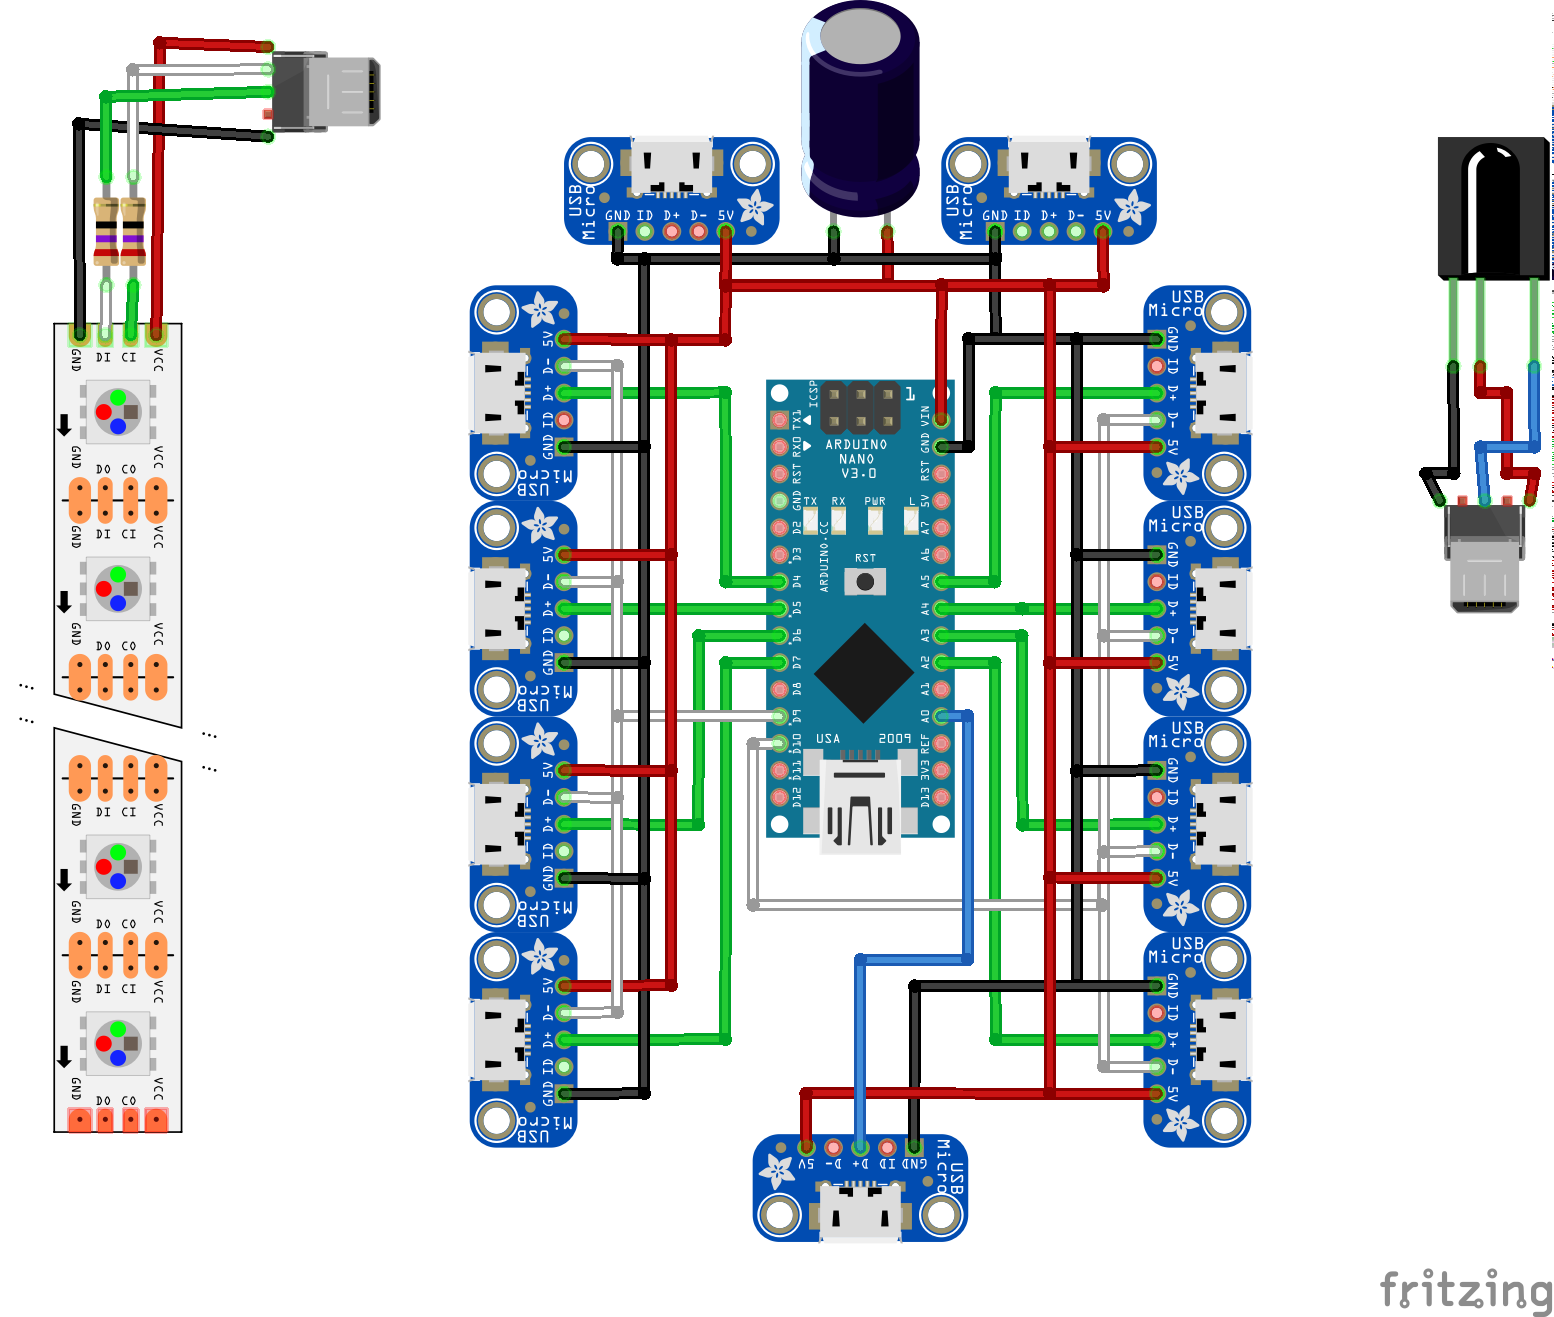 USB
Micro
GND ID D+ D- 5V
USB
Micro
GND ID D+ D- 5V
GND DI CI VCC
GND DO CO VCC
GND DI CI VCC
GND DO CO VCC
...
...
...
...
GND DI CI VCC
GND DO CO VCC
GND DI CI VCC
GND DO CO VCC
5V D- D+ ID GND
USB
Micro
5V D- D+ ID GND
USB
Micro
5V D- D+ ID GND
USB
Micro
5V D- D+ ID GND
USB
Micro
ICSP
1
ARDUINO
NANO
V3.0
TX RX PWR L
RST
ARDUINO.CC
USA 2009
TX1
RX0
RST
GND
D2
D3
D4
D5
D6
D7
D8
D9
D10
D11
D12
VIN
GND
RST
5V
A7
A6
A5
A4
A3
A2
A1
A0
REF
3V3
D13
USB
Micro
GND ID D+ D- 5V
USB
Micro
GND ID D+ D- 5V
USB
Micro
GND ID D+ D- 5V
USB
Micro
GND ID D+ D- 5V
5V D- D+ ID GND
USB
Micro
fritzing